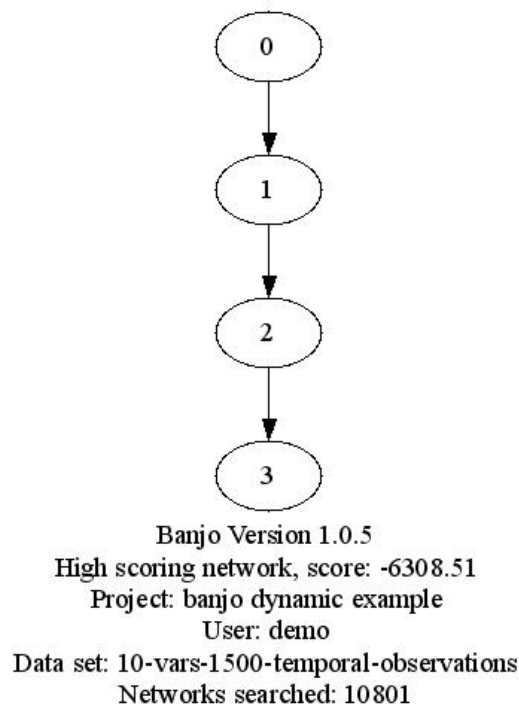 0
1
2
3
Banjo Version 1.0.5
High scoring network, score: -6308.51
Project: banjo dynamic example
User: demo
Data set: 10-vars-1500-temporal-observations
Networks searched: 10801